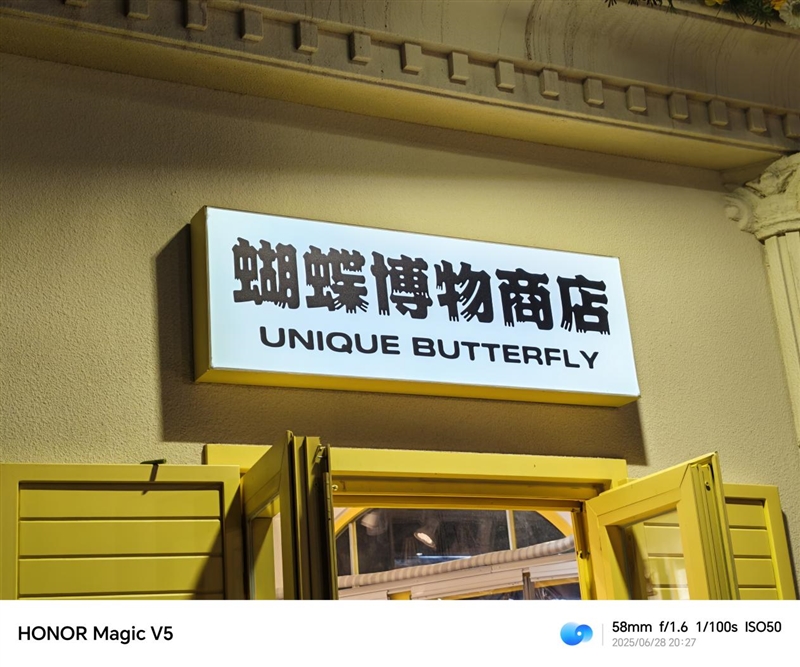 蝴蝶博物商店
UNIQUE BUTTERFLY
HONOR Magic V5
58mm f/1.6 1/100s ISO50
2025/06/28 20:27